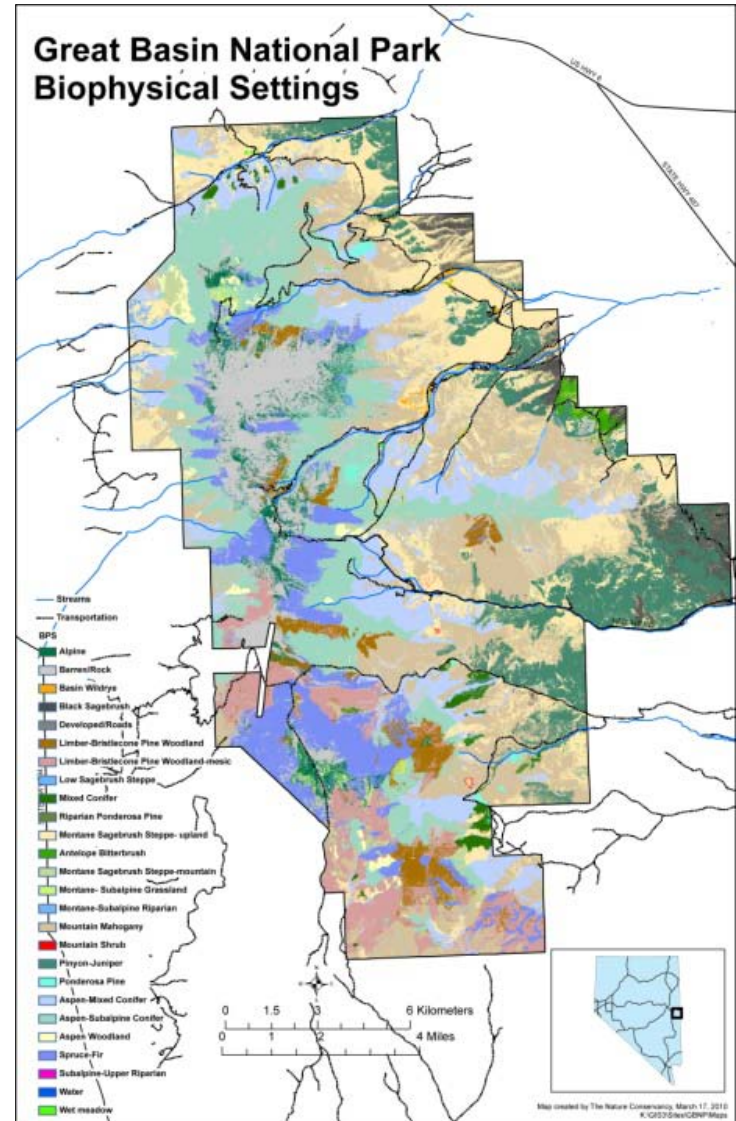 Great Basin National Park
Biophysical Settings
US HWY 6
STATE HWY 487
Streams
Transportation
BPS
Alpine
Barren/Rock
Basin Wildrye
Black Sagebrush
Developed/Roads
Limber-Bristlecone Pine Woodland
Limber-Bristlecone Pine Woodland-mesic
Low Sagebrush Steppe
Mixed Conifer
Riparian Ponderosa Pine
Montane Sagebrush Steppe- upland
Antelope Bitterbrush
Montane Sagebrush Steppe-mountain
Montane- Subalpine Grassland
Montane-Subalpine Riparian
Mountain Mahogany
Mountain Shrub
Pinyon-Juniper
Ponderosa Pine
Aspen-Mixed Conifer
Aspen-Subalpine Conifer
Aspen Woodland
Spruce-Fir
Subalpine-Upper Riparian
Water
Wet meadow
0 1.5 3 6 Kilometers
0 1 2 4 Miles
Map created by The Nature Conservancy, March 17, 2010